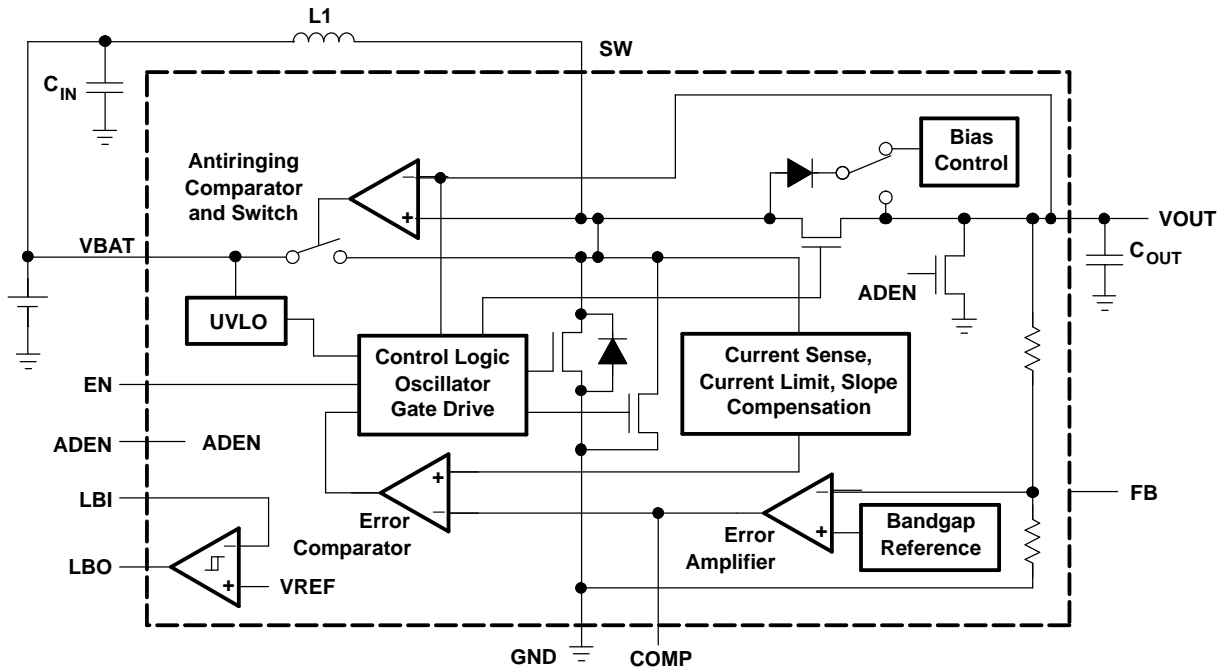 L1
SW
C_IN
Bias
Control
Antiringing
Comparator
and Switch
−
+
VOUT
VBAT
C_OUT
ADEN
UVLO
Control Logic
Oscillator
Gate Drive
Current Sense,
Current Limit, Slope
Compensation
EN
ADEN
ADEN
+
−
LBI
Error
Comparator
−
+
Error
Amplifier
Bandgap
Reference
FB
−
+
LBO
VREF
GND
COMP